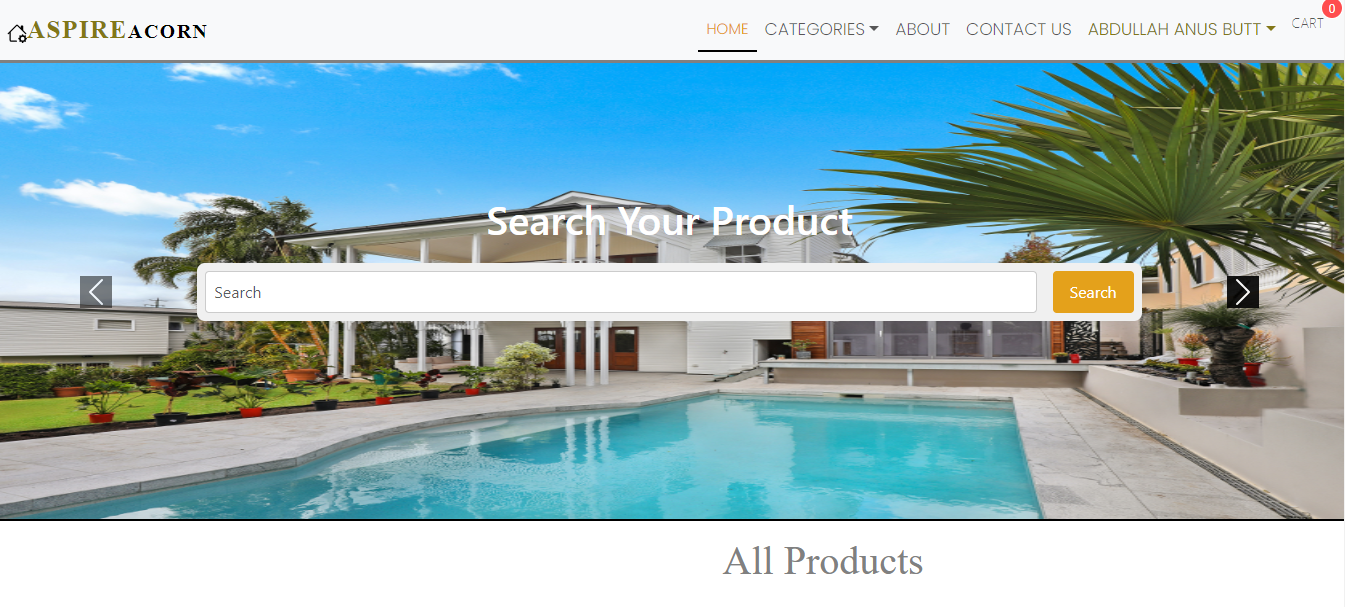 ASPIREACORN
HOME CATEGORIES ABOUT CONTACT US ABDULLAH ANUS BUTT CART 0
Search Your Product
Search Search
All Products